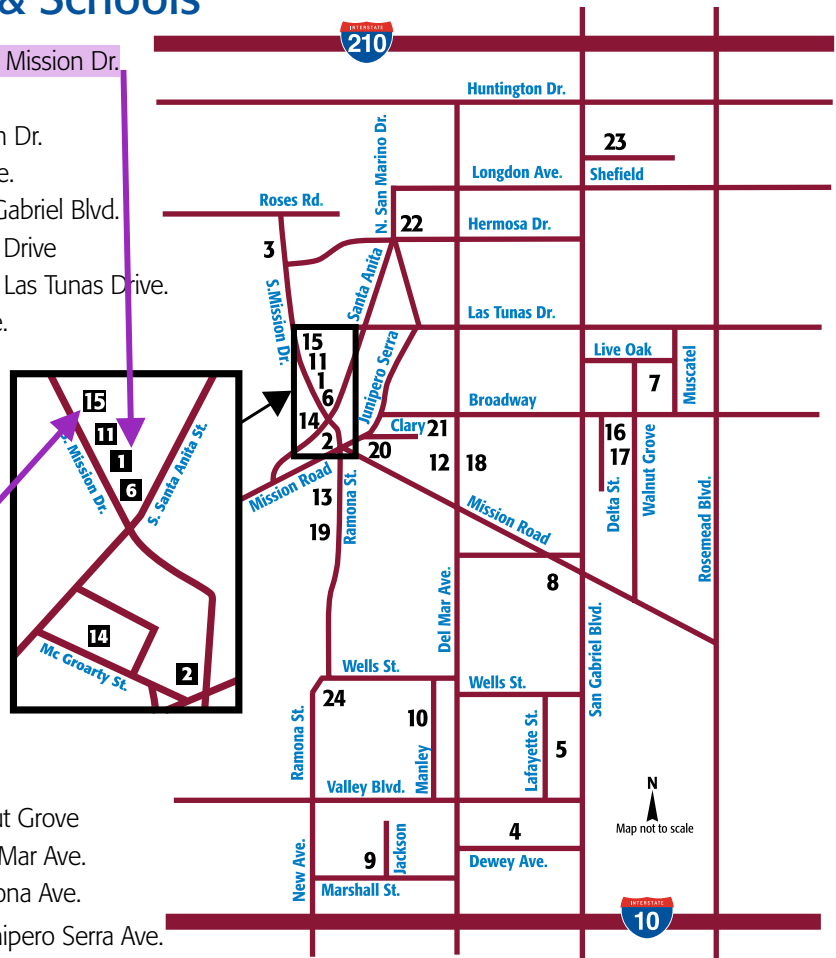 & Schools
Mission Dr.
n Dr.
e.
Gabriel Blvd.
Drive
Las Tunas Drive.
e.
INTERSTATE
210
Huntington Dr.
23
Shefield
N. San Marino Dr.
Longdon Ave.
Roses Rd.
22
Hermosa Dr.
3
Santa Anita
S.Mission Dr.
Las Tunas Dr.
15
11
1
6
14
2
Junipero Serra
Live Oak
7
Muscatel
Broadway
Clary
21
20
12
18
16
17
Delta St.
Walnut Grove
Rosemead Blvd.
Mission Road
13
19
Ramona St.
Mission Road
8
Del Mar Ave.
San Gabriel Blvd.
15
11
1
6
S. Mission Dr.
S. Santa Anita St.
14
Mc Groarty St.
2
Wells St.
24
Wells St.
Ramona St.
10
Manley
Lafayette St.
5
Valley Blvd.
N
Map not to scale
4
Dewey Ave.
9
Jackson
New Ave.
Marshall St.
INTERSTATE
10
ut Grove
Mar Ave.
ona Ave.
nipero Serra Ave.